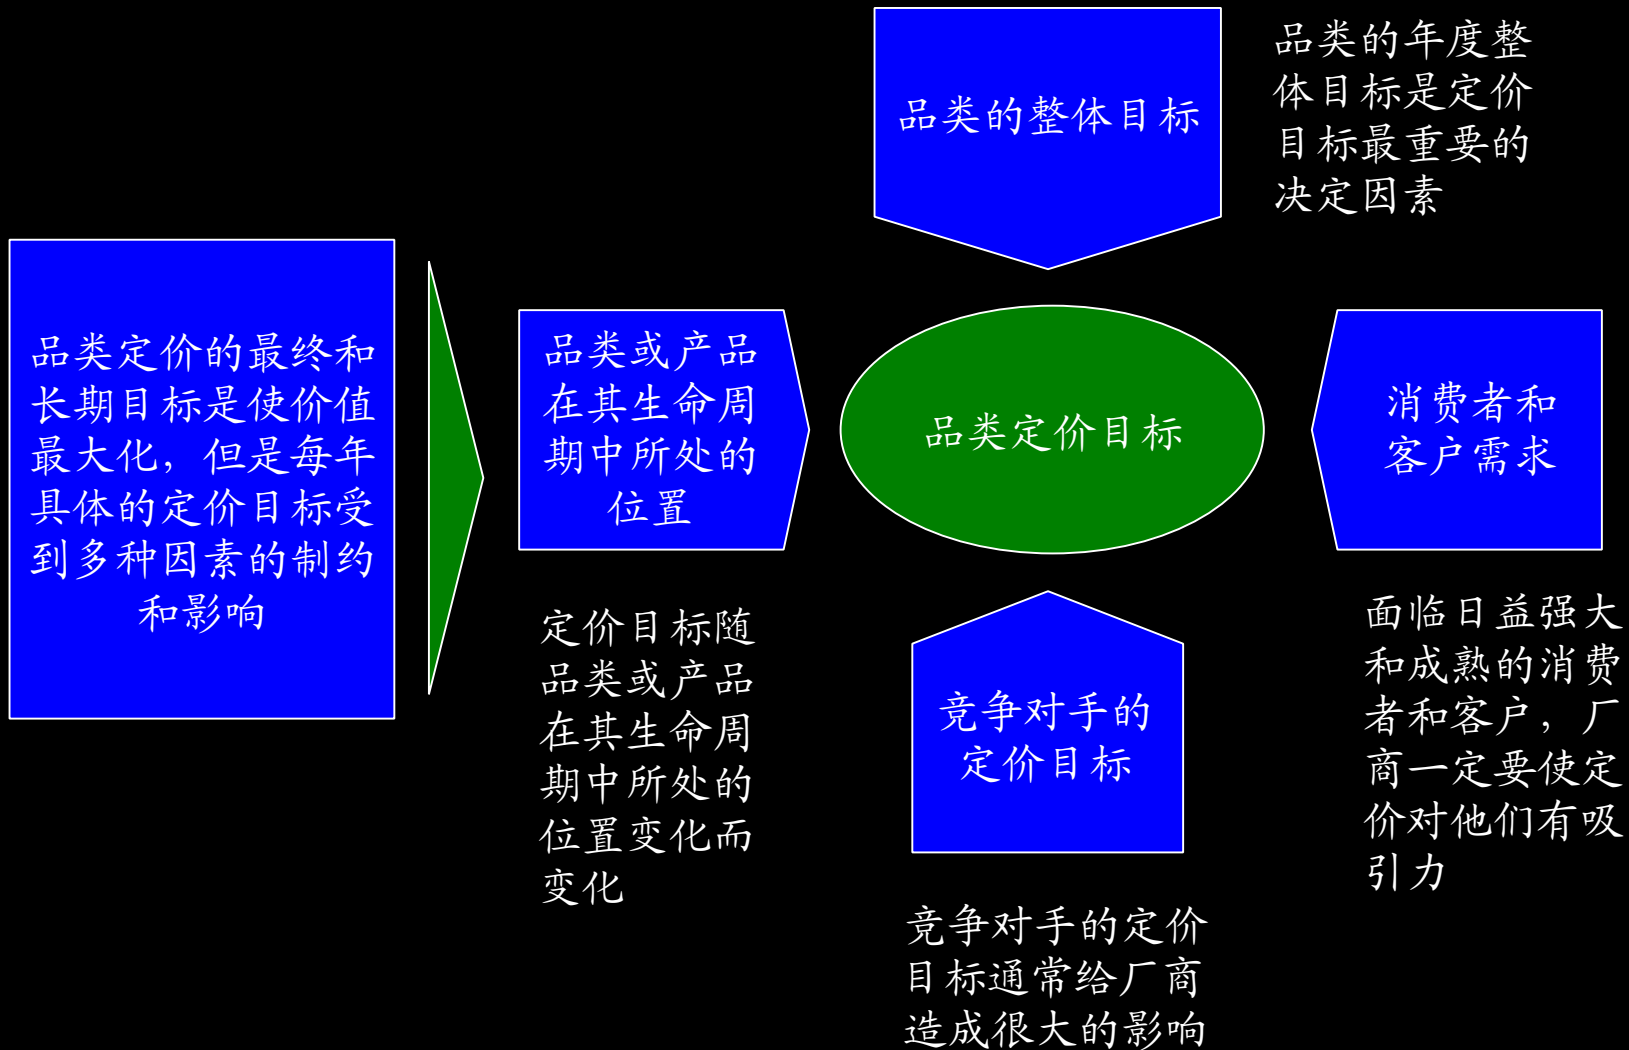 品类的整体目标
品类的年度整
体目标是定价
目标最重要的
决定因素
品类定价的最终和
长期目标是使价值
最大化，但是每年
具体的定价目标受
到多种因素的制约
和影响
品类或产品
在其生命周
期中所处的
位置
品类定价目标
消费者和
客户需求
定价目标随
品类或产品
在其生命周
期中所处的
位置变化而
变化
竞争对手的
定价目标
面临日益强大
和成熟的消费
者和客户，厂
商一定要使定
价对他们有吸
引力
竞争对手的定价
目标通常给厂商
造成很大的影响